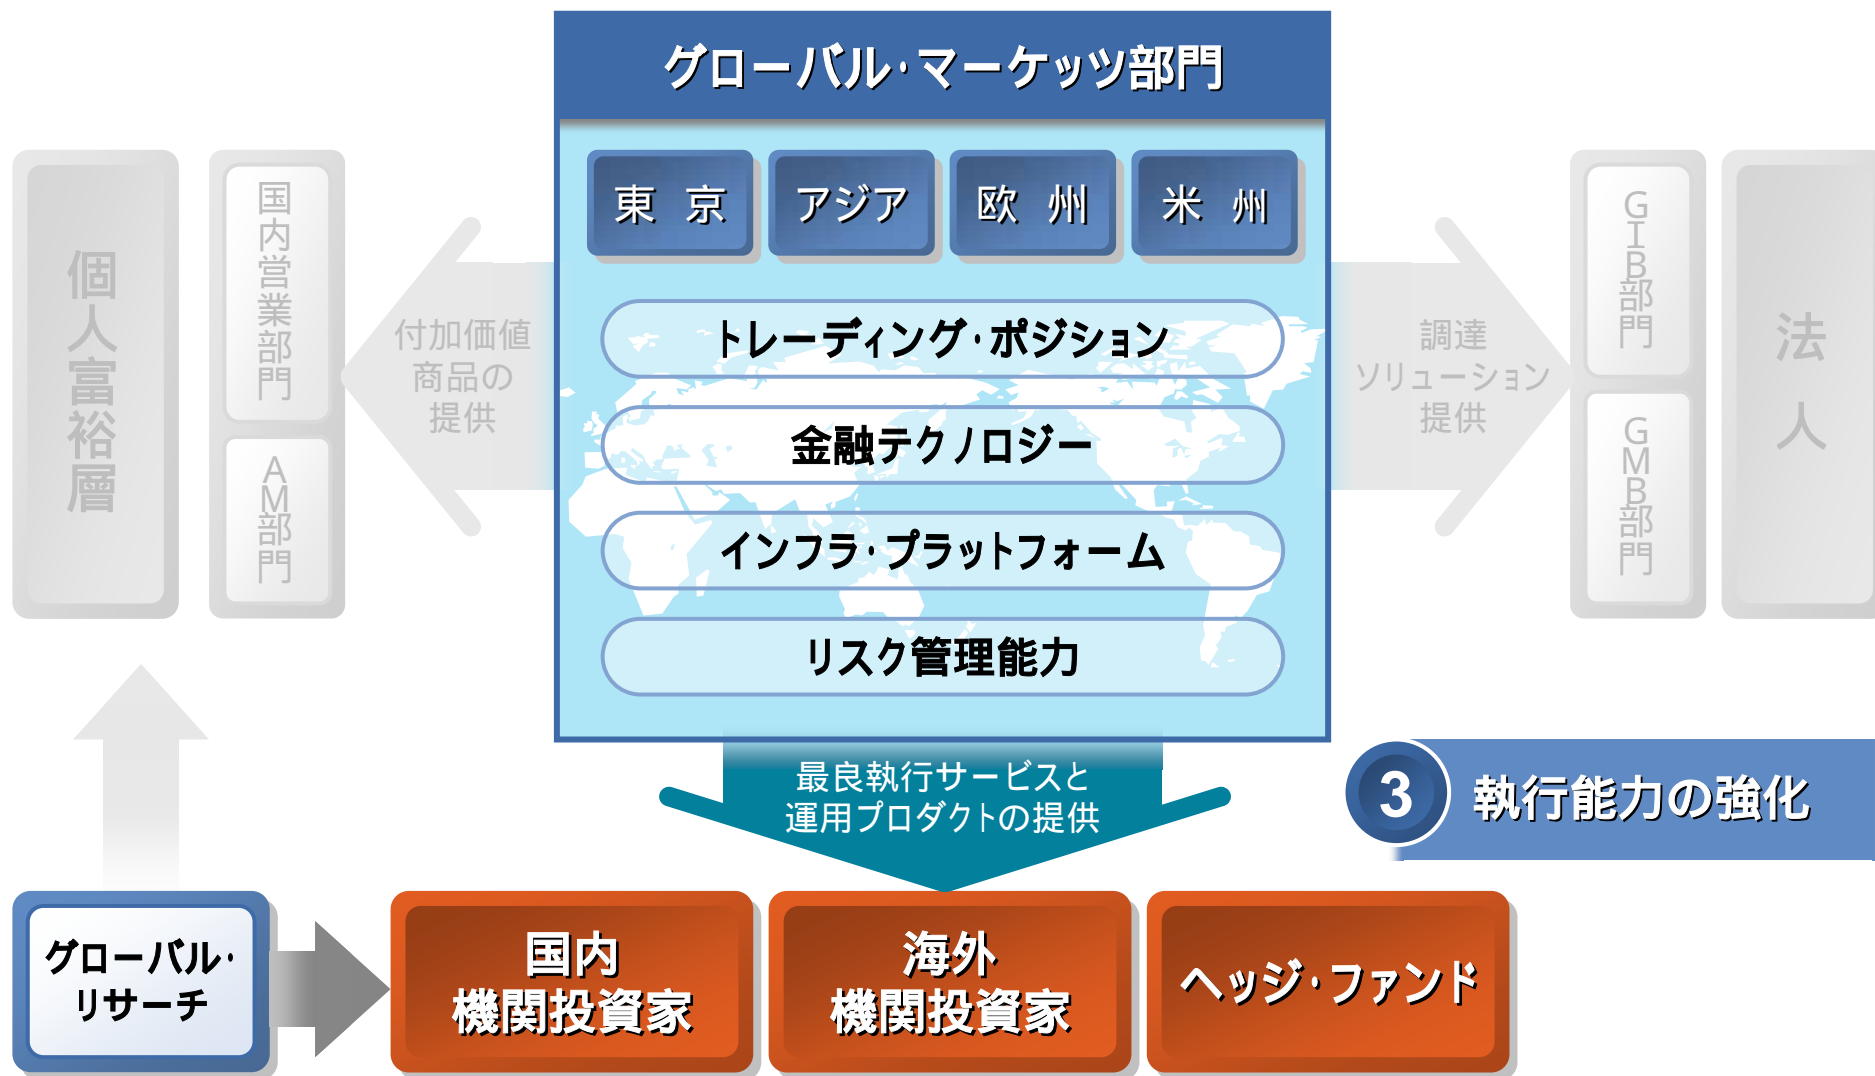 グローバル・マーケッツ部門
東 京
アジア
欧 州
米 州
トレーディング・ポジション
金融テクノロジー
インフラ・プラットフォーム
リスク管理能力
個人富裕層
国内営業部門
AM部門
付加価値
商品の
提供
調達
ソリューション
提供
GIB部門
GMB部門
法人
最良執行サービスと
運用プロダクトの提供
3 執行能力の強化
グローバル・
リサーチ
国内
機関投資家
海外
機関投資家
ヘッジ・ファンド